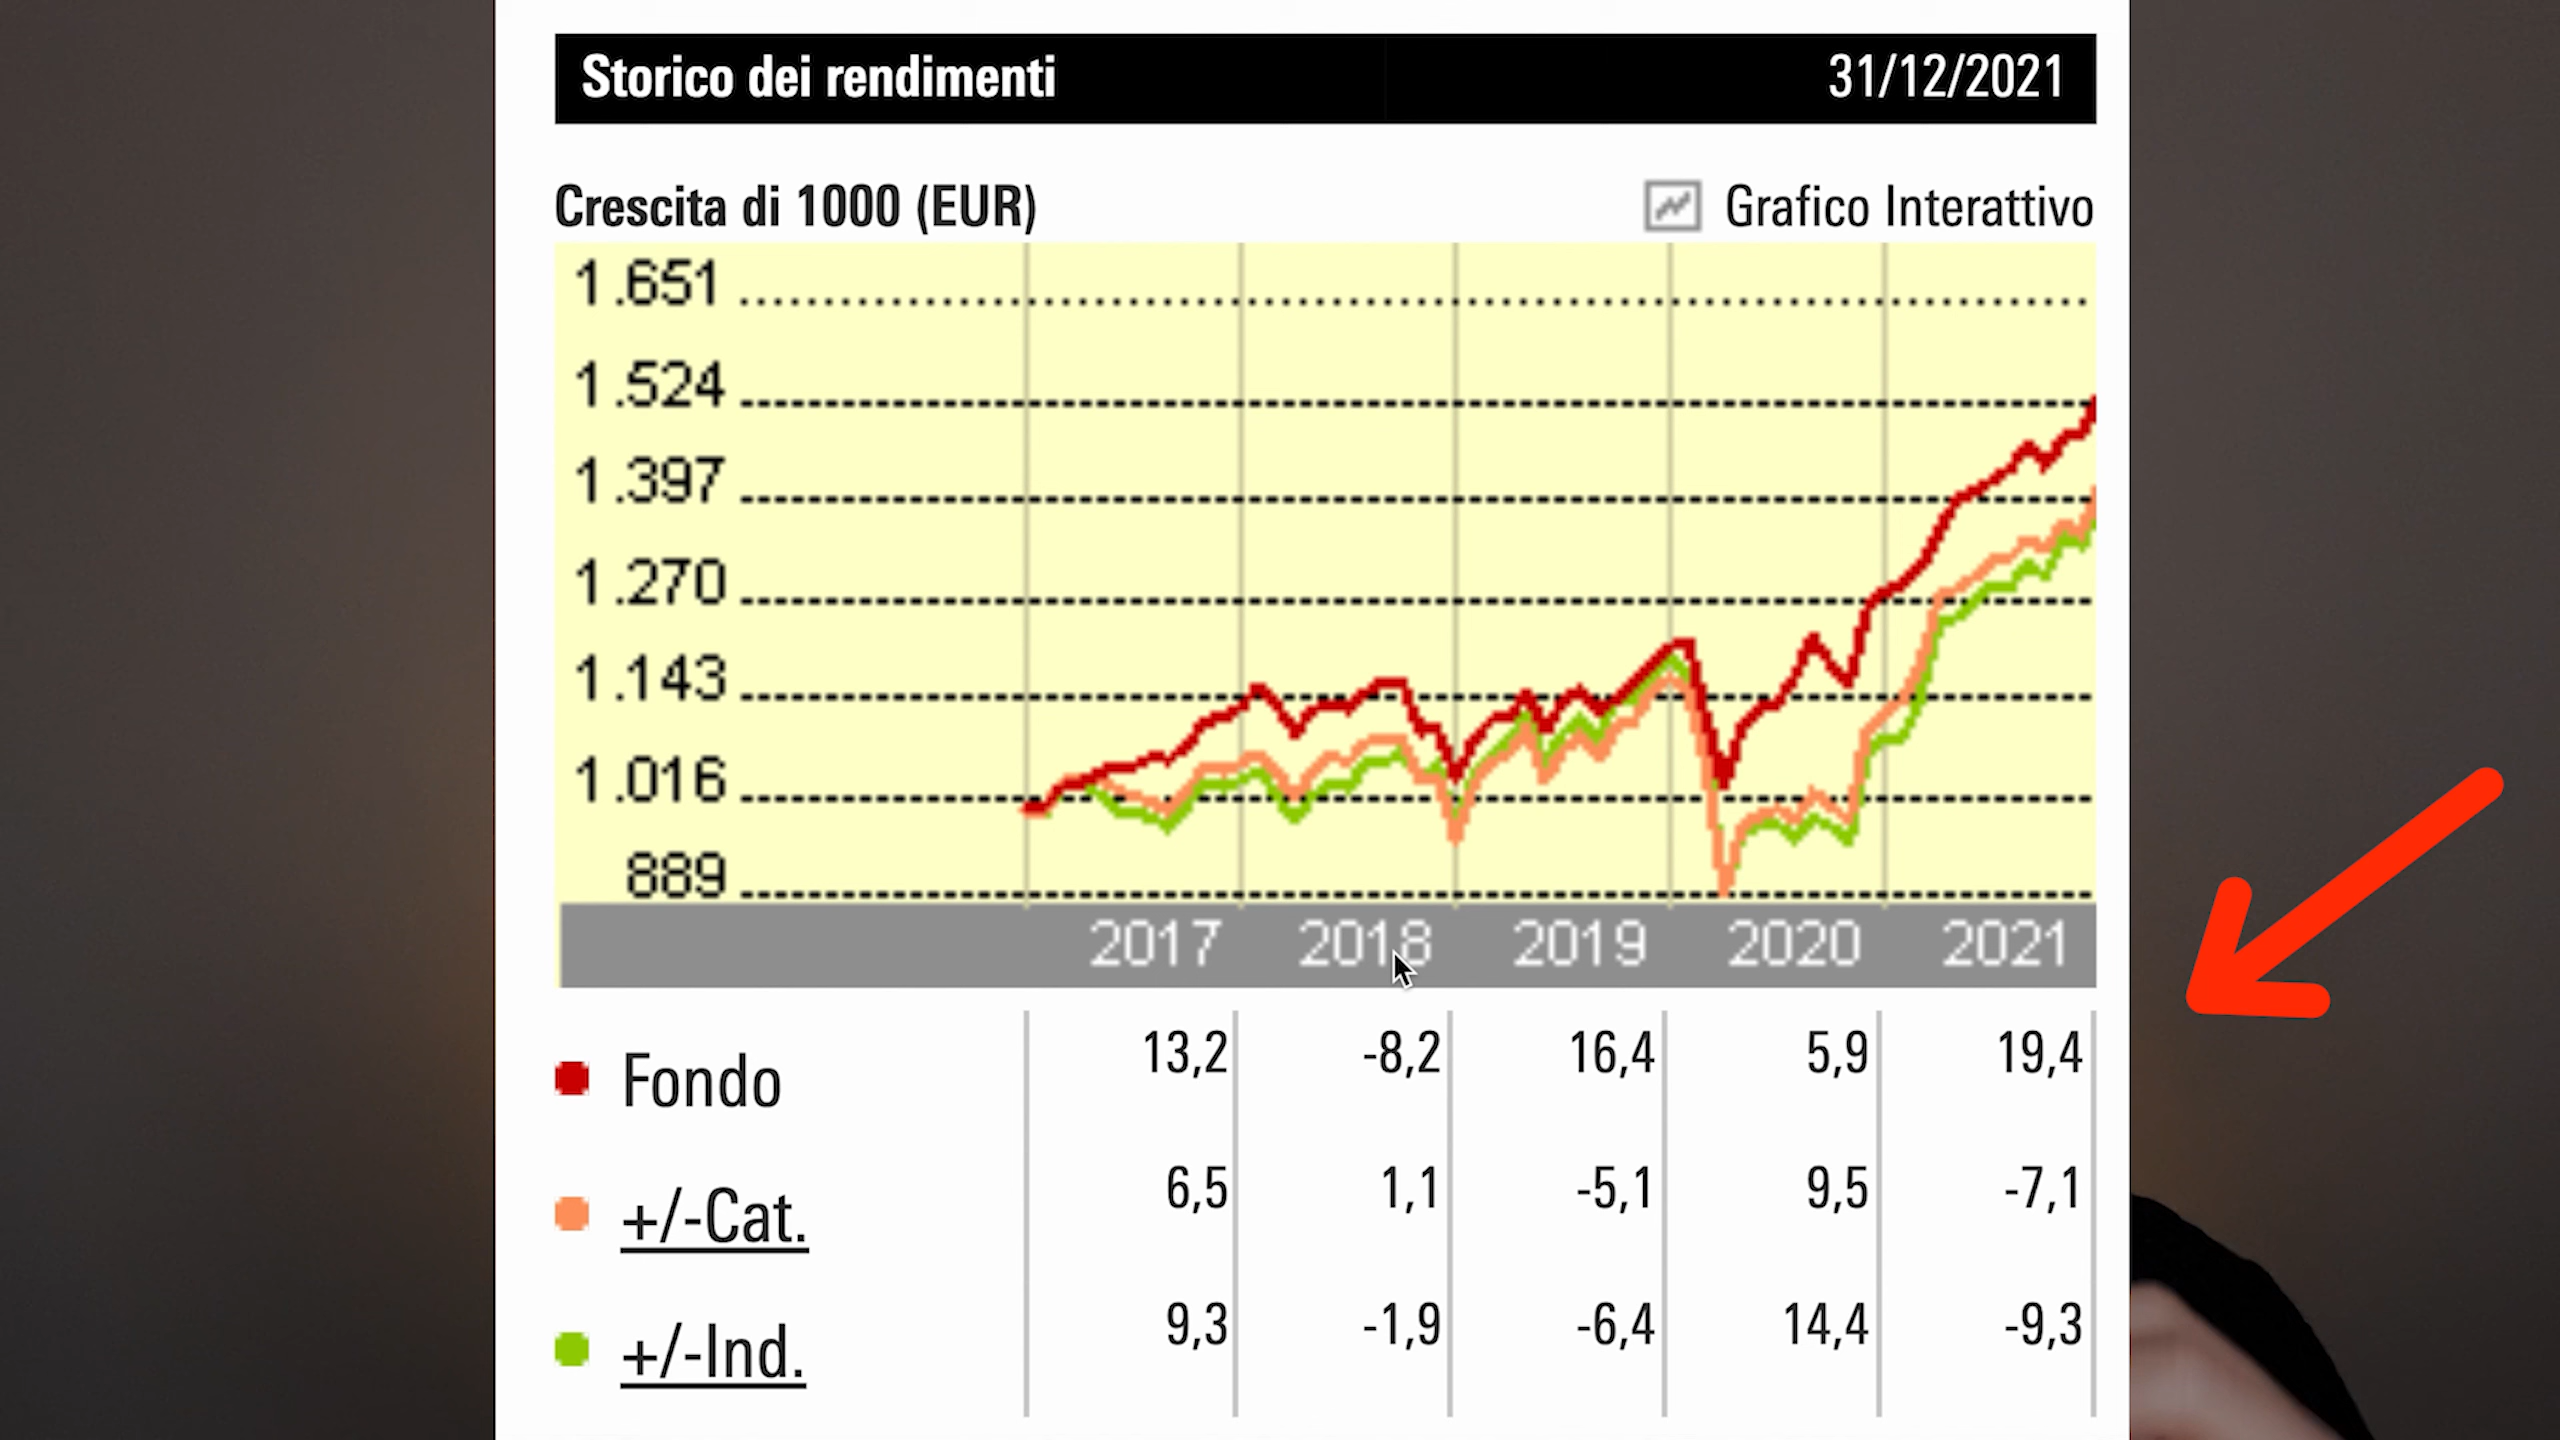 Storico dei rendimenti 31/12/2021
Crescita di 1000 (EUR) Grafico Interattivo
1.651
1.524
1.397
1.270
1.143
1.016
889
2017 2018 2019 2020 2021
Fondo 13,2 -8,2 16,4 5,9 19,4
+/-Cat. 6,5 1,1 -5,1 9,5 -7,1
+/-Ind. 9,3 -1,9 -6,4 14,4 -9,3